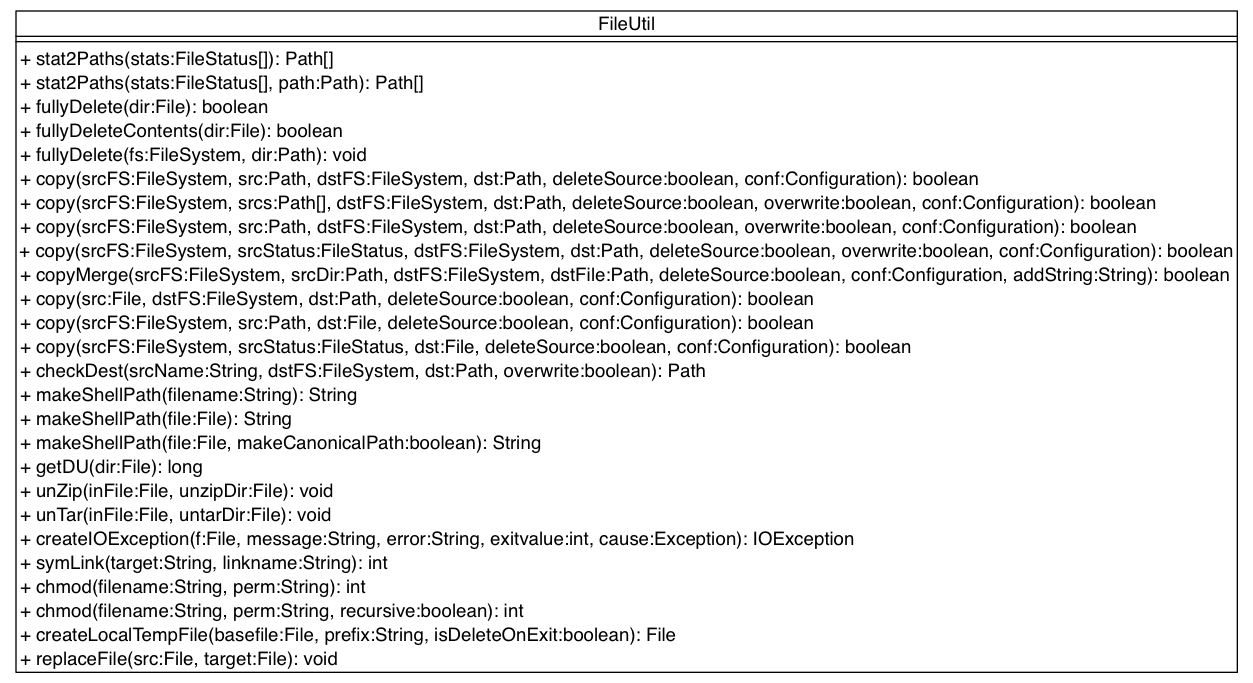 FileUtil
+ stat2Paths(stats:FileStatus[]): Path[]
+ stat2Paths(stats:FileStatus[], path:Path): Path[]
+ fullyDelete(dir:File): boolean
+ fullyDeleteContents(dir:File): boolean
+ fullyDelete(fs:FileSystem, dir:Path): void
+ copy(srcFS:FileSystem, src:Path, dstFS:FileSystem, dst:Path, deleteSource:boolean, conf:Configuration): boolean
+ copy(srcFS:FileSystem, srcs:Path[], dstFS:FileSystem, dst:Path, deleteSource:boolean, overwrite:boolean, conf:Configuration): boolean
+ copy(srcFS:FileSystem, src:Path, dstFS:FileSystem, dst:Path, deleteSource:boolean, overwrite:boolean, conf:Configuration): boolean
+ copy(srcFS:FileSystem, srcStatus:FileStatus, dstFS:FileSystem, dst:Path, deleteSource:boolean, overwrite:boolean, conf:Configuration): boolean
+ copyMerge(srcFS:FileSystem, srcDir:Path, dstFS:FileSystem, dstFile:Path, deleteSource:boolean, conf:Configuration, addString:String): boolean
+ copy(src:File, dstFS:FileSystem, dst:Path, deleteSource:boolean, conf:Configuration): boolean
+ copy(srcFS:FileSystem, src:Path, dst:File, deleteSource:boolean, conf:Configuration): boolean
+ copy(srcFS:FileSystem, srcStatus:FileStatus, dst:File, deleteSource:boolean, conf:Configuration): boolean
+ checkDest(srcName:String, dstFS:FileSystem, dst:Path, overwrite:boolean): Path
+ makeShellPath(filename:String): String
+ makeShellPath(file:File): String
+ makeShellPath(file:File, makeCanonicalPath:boolean): String
+ getDU(dir:File): long
+ unZip(inFile:File, unzipDir:File): void
+ unTar(inFile:File, untarDir:File): void
+ createIOException(f:File, message:String, error:String, exitvalue:int, cause:Exception): IOException
+ symLink(target:String, linkname:String): int
+ chmod(filename:String, perm:String): int
+ chmod(filename:String, perm:String, recursive:boolean): int
+ createLocalTempFile(basefile:File, prefix:String, isDeleteOnExit:boolean): File
+ replaceFile(src:File, target:File): void